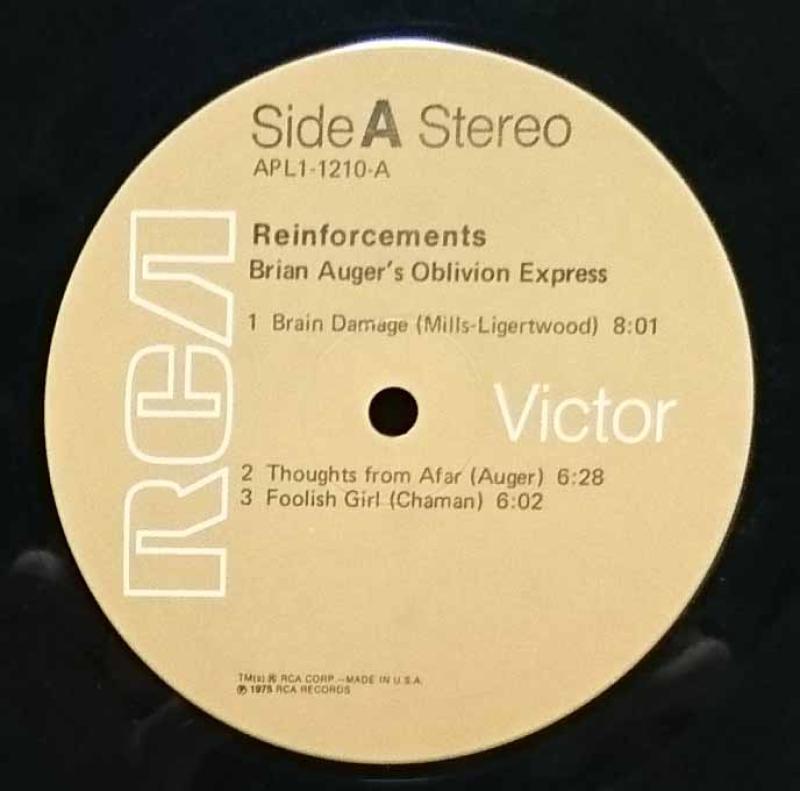 Side A Stereo
APL1-1210-A
Reinforcements
Brian Auger's Oblivion Express
1 Brain Damage (Mills-Ligertwood) 8:01
RCA
Victor
2 Thoughts from Afar (Auger) 6:28
3 Foolish Girl (Chaman) 6:02
TM(s) ® RCA CORP.—MADE IN U.S.A.
℗ 1975 RCA RECORDS